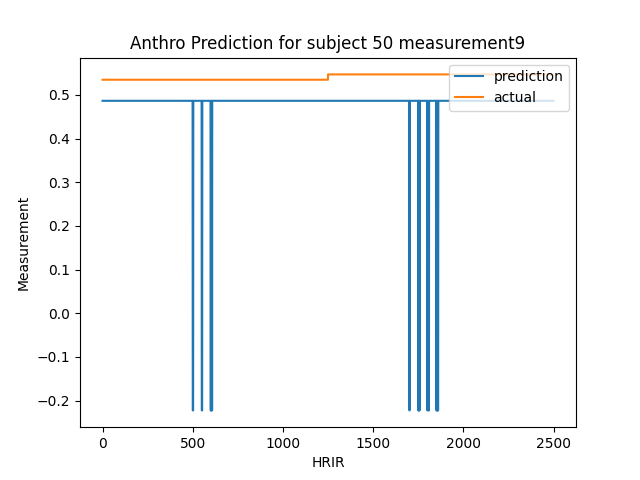 Anthro Prediction for subject 50 measurement9
prediction
actual
Measurement
0.5
0.4
0.3
0.2
0.1
0.0
−0.1
−0.2
0
500
1000
1500
2000
2500
HRIR